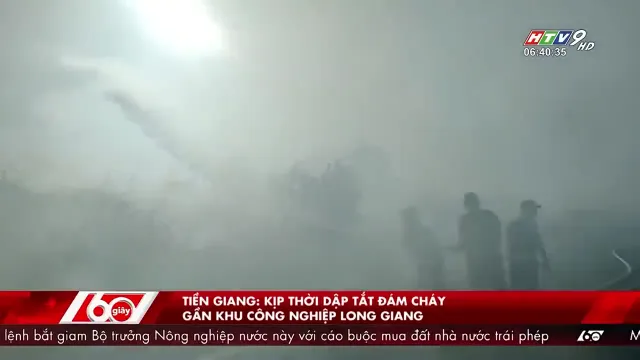 HTV9 HD
06:40:35
TIỀN GIANG: KỊP THỜI DẬP TẮT ĐÁM CHÁY
60 giây
GẦN KHU CÔNG NGHIỆP LONG GIANG
lệnh bắt giam Bộ trưởng Nông nghiệp nước này với cáo buộc mua đất nhà nước trái phép
60
M